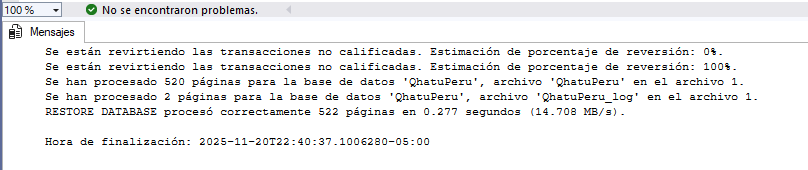 100 %
No se encontraron problemas.
Mensajes
Se están revirtiendo las transacciones no calificadas. Estimación de porcentaje de reversión: 0%.
Se están revirtiendo las transacciones no calificadas. Estimación de porcentaje de reversión: 100%.
Se han procesado 520 páginas para la base de datos 'QhatuPeru', archivo 'QhatuPeru' en el archivo 1.
Se han procesado 2 páginas para la base de datos 'QhatuPeru', archivo 'QhatuPeru_log' en el archivo 1.
RESTORE DATABASE procesó correctamente 522 páginas en 0.277 segundos (14.708 MB/s).
Hora de finalización: 2025-11-20T22:40:37.1006280-05:00